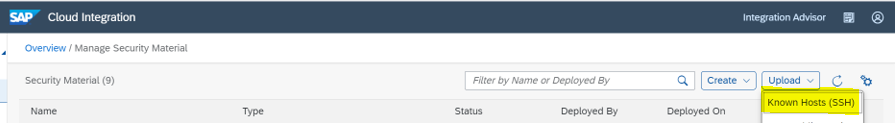 SAP Cloud Integration
Integration Advisor
Overview / Manage Security Material
Security Material (9)
Filter by Name or Deployed By
Create
Upload
Known Hosts (SSH)
Name Type Status Deployed By Deployed On